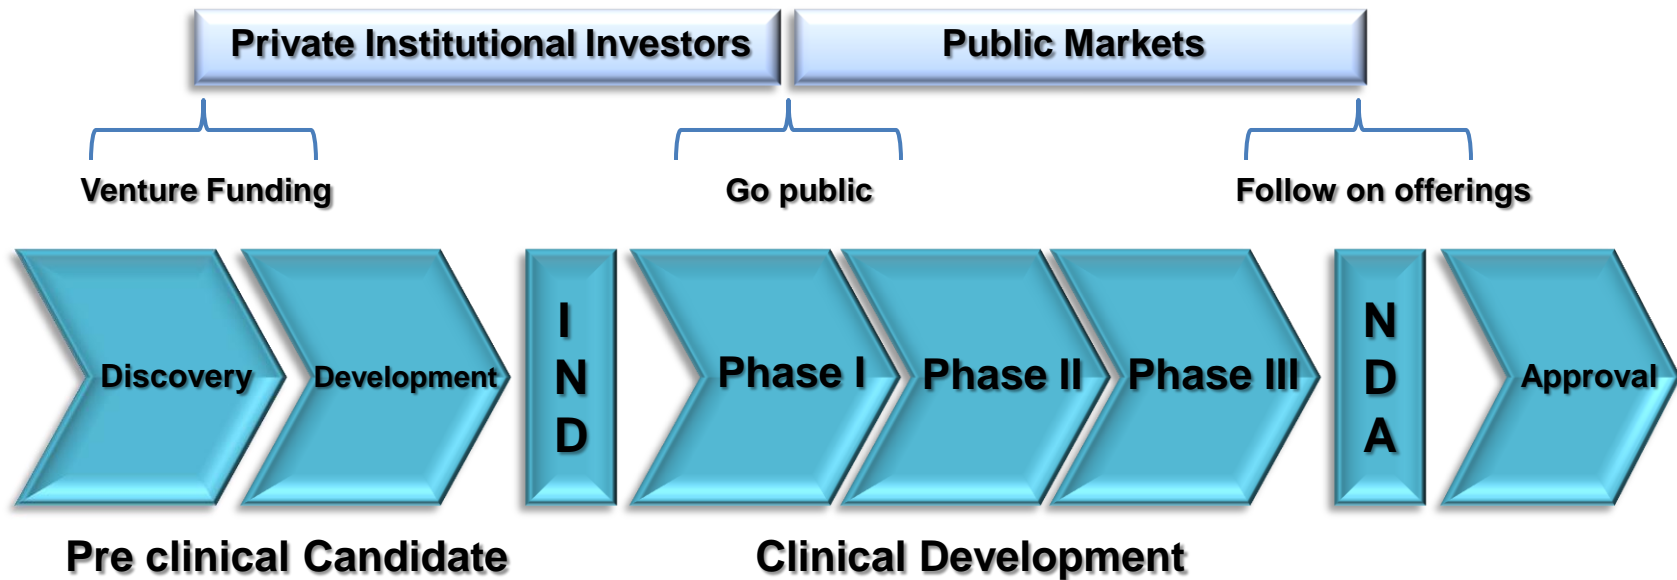 Private Institutional Investors
Public Markets
Venture Funding
Go public
Follow on offerings
Discovery
Development
I
N
D
Phase I
Phase II
Phase III
N
D
A
Approval
Pre clinical Candidate
Clinical Development